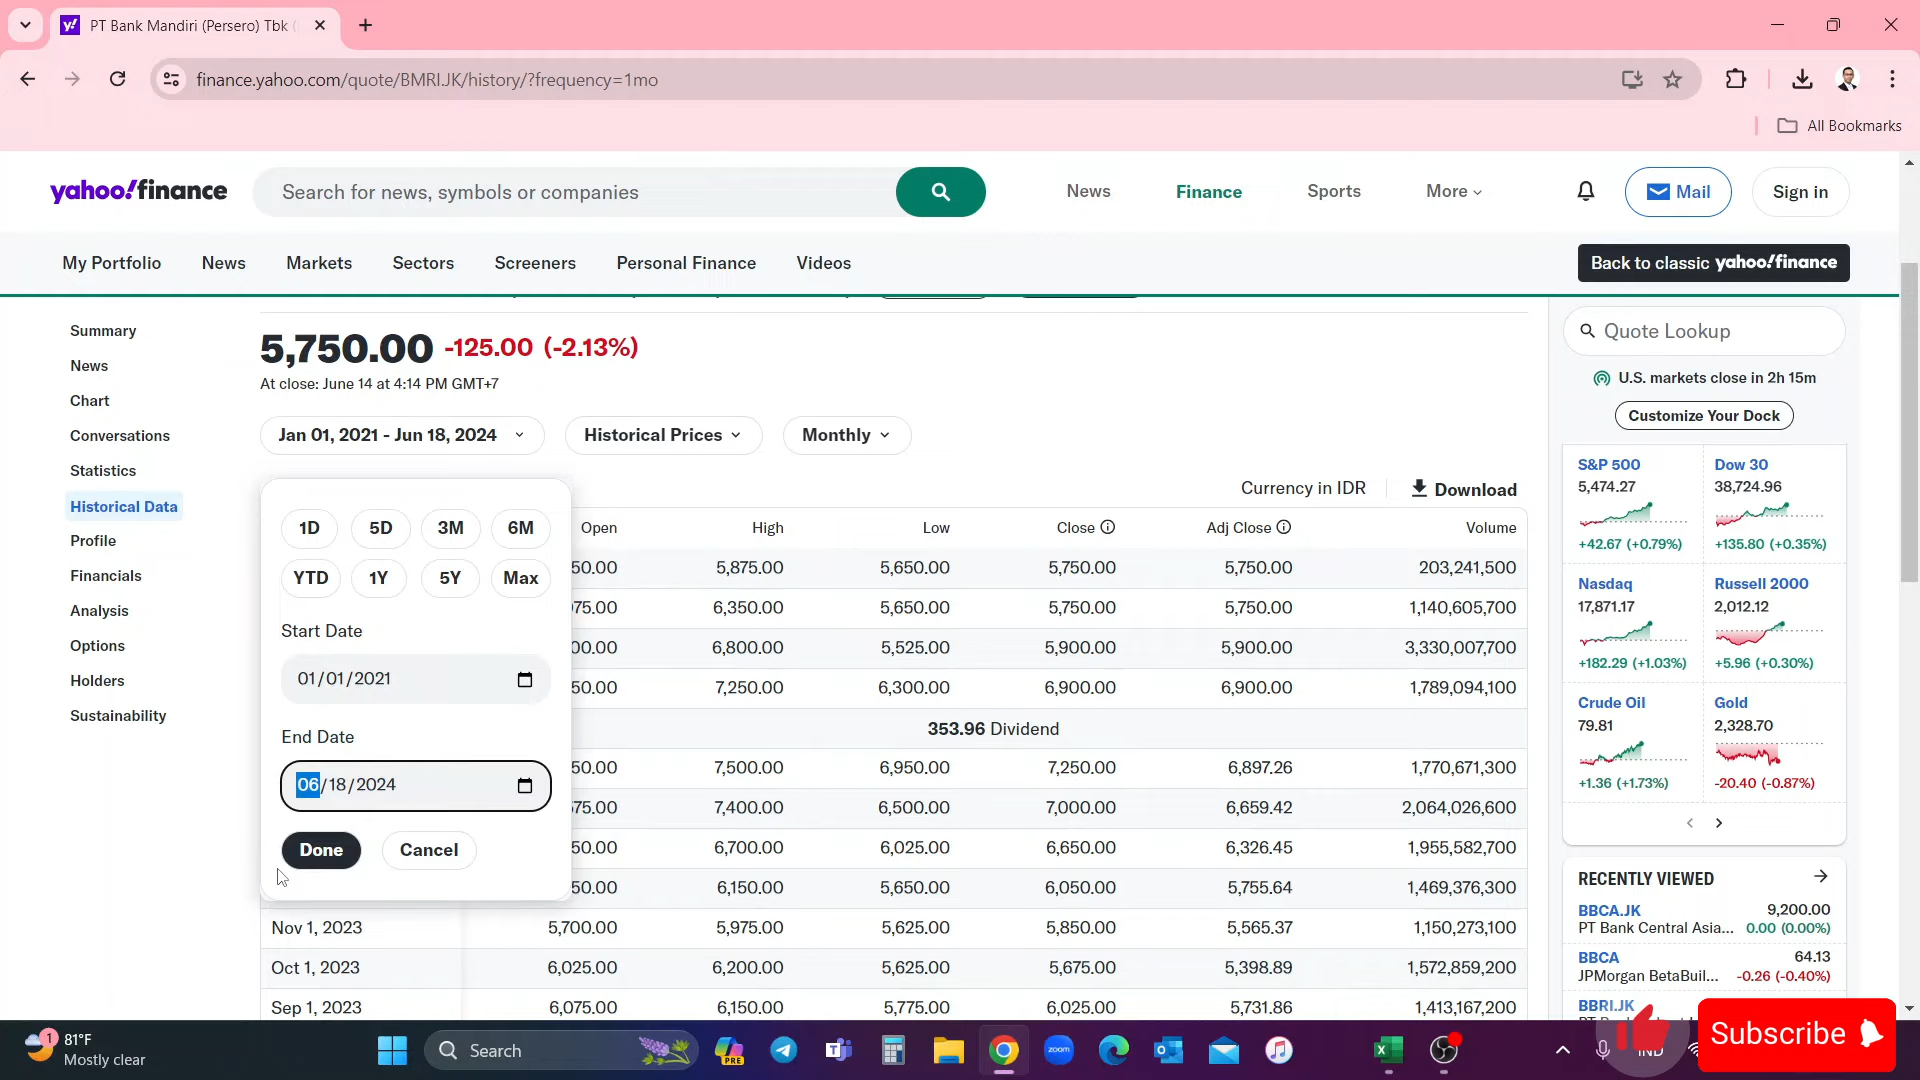 PT Bank Mandiri (Persero) Tbk (
finance.yahoo.com/quote/BMRI.JK/history/?frequency=1mo
All Bookmarks
yahoo!finance
Search for news, symbols or companies
News Finance Sports More
Mail
Sign in
My Portfolio News Markets Sectors Screeners Personal Finance Videos
Back to classic yahoo!finance
Summary
News
Chart
Conversations
Statistics
Historical Data
Profile
Financials
Analysis
Options
Holders
Sustainability
5,750.00 -125.00 (-2.13%)
At close: June 14 at 4:14 PM GMT+7
Jan 01, 2021 - Jun 18, 2024 Historical Prices Monthly
Currency in IDR Download
1D 5D 3M 6M
YTD 1Y 5Y Max
Start Date
01/01/2021
End Date
06/18/2024
Done Cancel
Open High Low Close Adj Close Volume
50.00 5,875.00 5,650.00 5,750.00 5,750.00 203,241,500
75.00 6,350.00 5,650.00 5,750.00 5,750.00 1,140,605,700
00.00 6,800.00 5,525.00 5,900.00 5,900.00 3,330,007,700
50.00 7,250.00 6,300.00 6,900.00 6,900.00 1,789,094,100
353.96 Dividend
50.00 7,500.00 6,950.00 7,250.00 6,897.26 1,770,671,300
75.00 7,400.00 6,500.00 7,000.00 6,659.42 2,064,026,600
50.00 6,700.00 6,025.00 6,650.00 6,326.45 1,955,582,700
50.00 6,150.00 5,650.00 6,050.00 5,755.64 1,469,376,300
Nov 1, 2023 5,700.00 5,975.00 5,625.00 5,850.00 5,565.37 1,150,273,100
Oct 1, 2023 6,025.00 6,200.00 5,625.00 5,675.00 5,398.89 1,572,859,200
Sep 1, 2023 6,075.00 6,150.00 5,775.00 6,025.00 5,731.86 1,413,167,200
Quote Lookup
U.S. markets close in 2h 15m
Customize Your Dock
S&P 500 Dow 30
5,474.27 38,724.96
+42.67 (+0.79%) +135.80 (+0.35%)
Nasdaq Russell 2000
17,871.17 2,012.12
+182.29 (+1.03%) +5.96 (+0.30%)
Crude Oil Gold
79.81 2,328.70
+1.36 (+1.73%) -20.40 (-0.87%)
RECENTLY VIEWED
BBCA.JK 9,200.00
PT Bank Central Asia... 0.00 (0.00%)
BBCA 64.13
JPMorgan BetaBuil... -0.26 (-0.40%)
BBRI.JK
1
81°F
Mostly clear
Search
PRE
zoom
IND
Subscribe